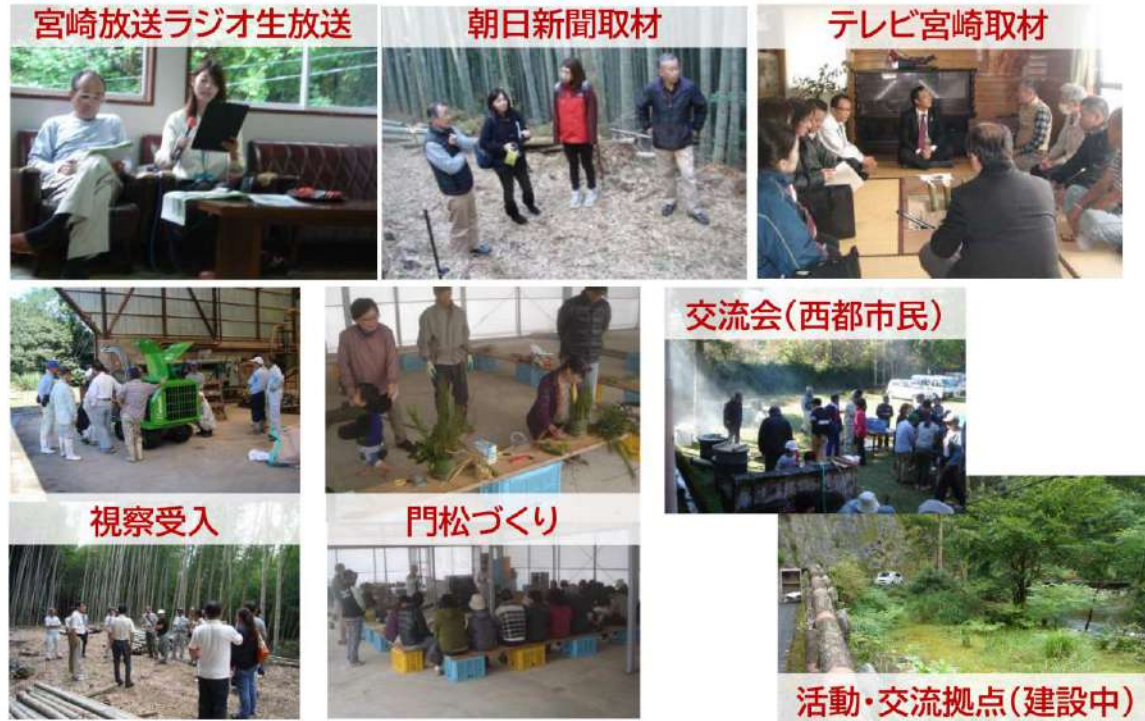 宮崎放送ラジオ生放送
朝日新聞取材
テレビ宮崎取材
交流会(西都市民)
視察受入
門松づくり
活動・交流拠点(建設中)